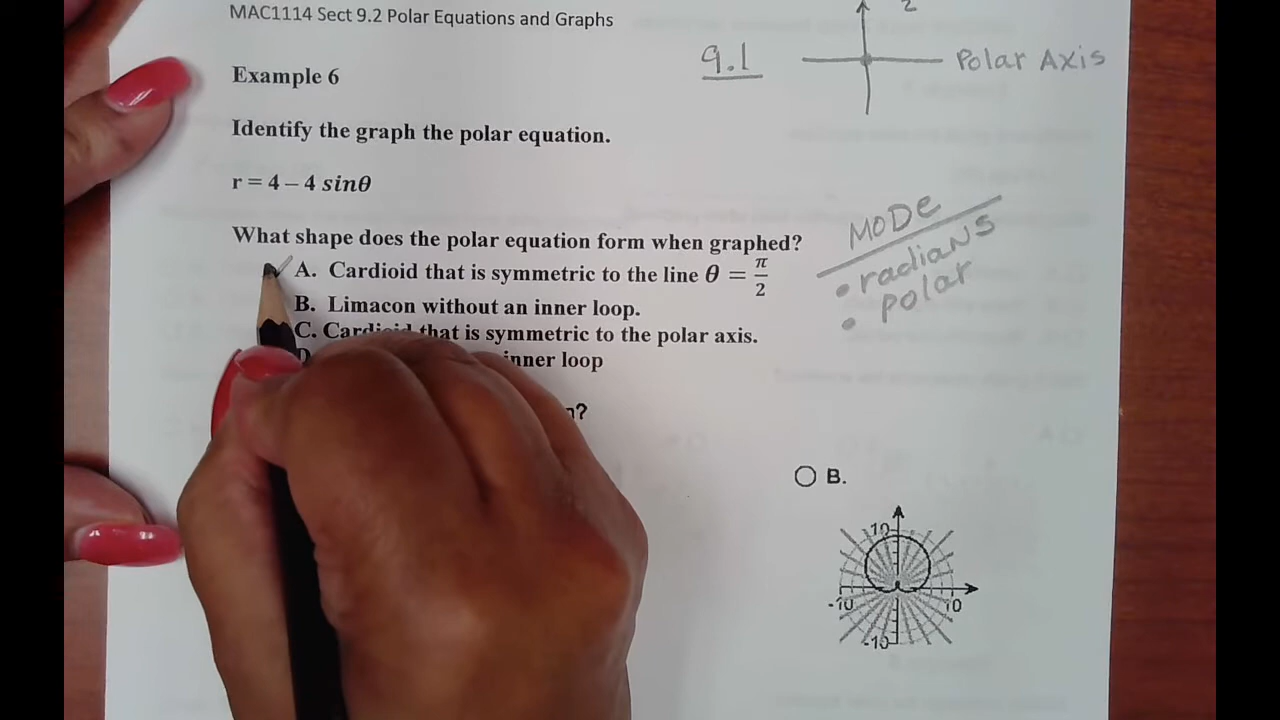 MAC1114 Sect 9.2 Polar Equations and Graphs
2
9.1
Polar Axis
Example 6
Identify the graph the polar equation.
r = 4 – 4 sinθ
MODE
• radians
• polar
What shape does the polar equation form when graphed?
A. Cardioid that is symmetric to the line θ = π/2
B. Limacon without an inner loop.
C. Cardioid that is symmetric to the polar axis.
D. inner loop
?
B.
10
-10 10
-10